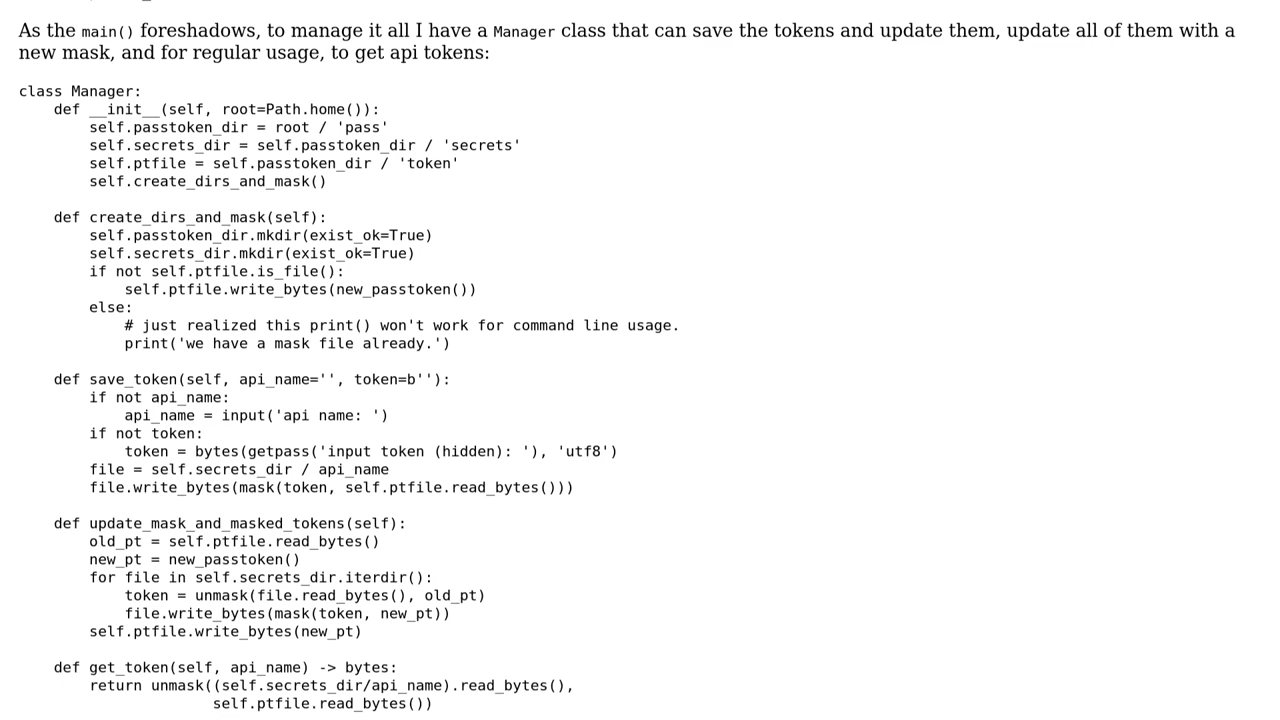 As the main() foreshadows, to manage it all I have a Manager class that can save the tokens and update them, update all of them with a
new mask, and for regular usage, to get api tokens:
class Manager:
    def __init__(self, root=Path.home()):
        self.passtoken_dir = root / 'pass'
        self.secrets_dir = self.passtoken_dir / 'secrets'
        self.ptfile = self.passtoken_dir / 'token'
        self.create_dirs_and_mask()

    def create_dirs_and_mask(self):
        self.passtoken_dir.mkdir(exist_ok=True)
        self.secrets_dir.mkdir(exist_ok=True)
        if not self.ptfile.is_file():
            self.ptfile.write_bytes(new_passtoken())
        else:
            # just realized this print() won't work for command line usage.
            print('we have a mask file already.')

    def save_token(self, api_name='', token=b''):
        if not api_name:
            api_name = input('api name: ')
        if not token:
            token = bytes(getpass('input token (hidden): '), 'utf8')
        file = self.secrets_dir / api_name
        file.write_bytes(mask(token, self.ptfile.read_bytes()))

    def update_mask_and_masked_tokens(self):
        old_pt = self.ptfile.read_bytes()
        new_pt = new_passtoken()
        for file in self.secrets_dir.iterdir():
            token = unmask(file.read_bytes(), old_pt)
            file.write_bytes(mask(token, new_pt))
        self.ptfile.write_bytes(new_pt)

    def get_token(self, api_name) -> bytes:
        return unmask((self.secrets_dir/api_name).read_bytes(),
                      self.ptfile.read_bytes())